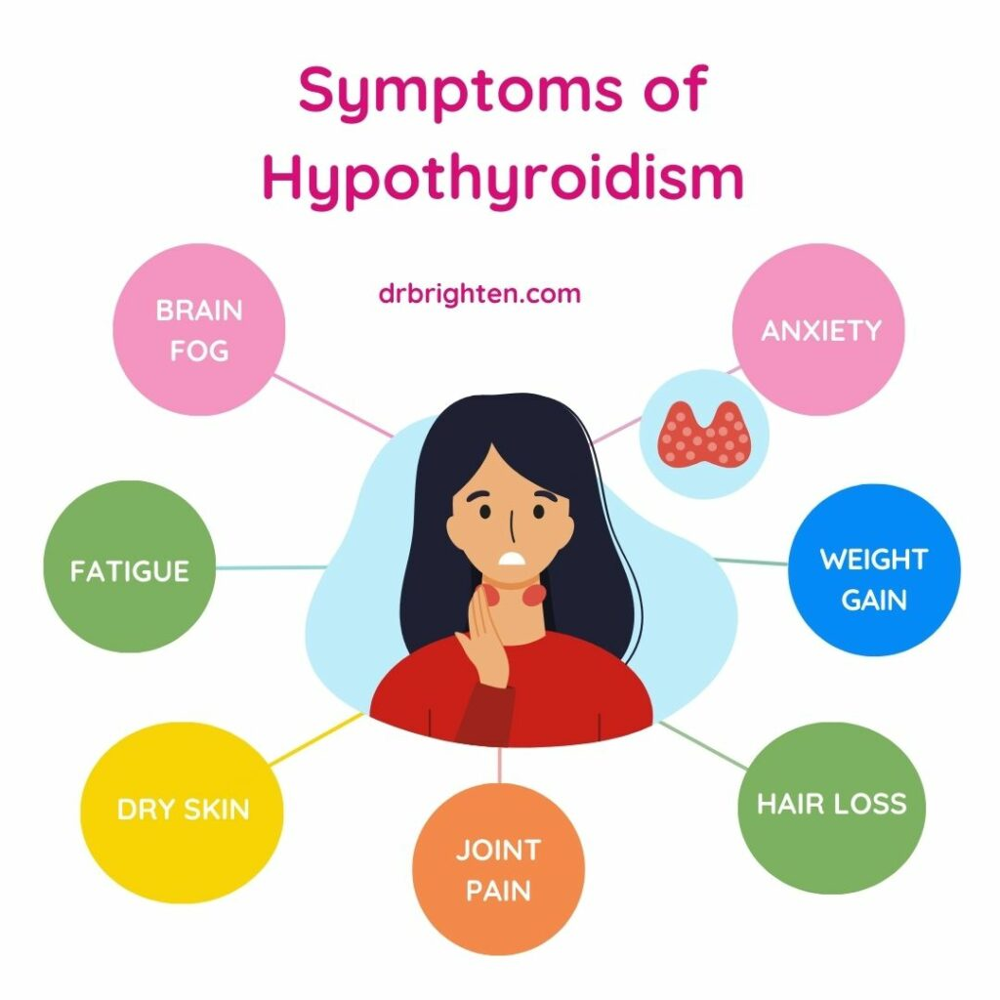 Symptoms of
Hypothyroidism
drbrighten.com
BRAIN
FOG
ANXIETY
FATIGUE
WEIGHT
GAIN
DRY SKIN
HAIR LOSS
JOINT
PAIN